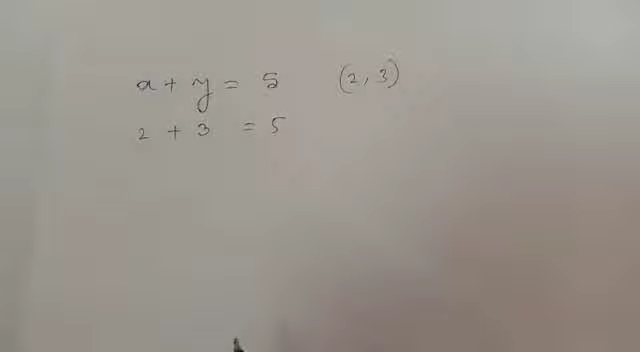 x + y = 5 (2, 3)
2 + 3 = 5